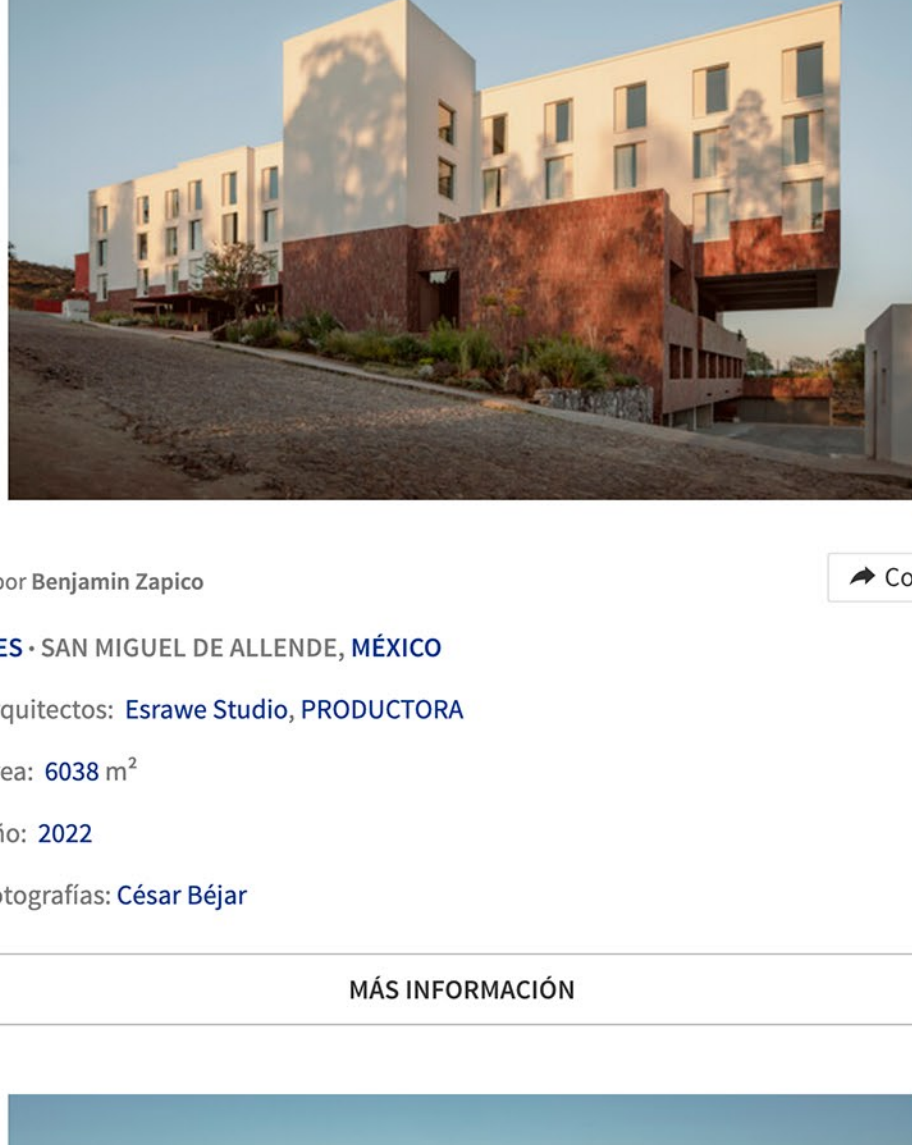 por Benjamin Zapico
Co
ES • SAN MIGUEL DE ALLENDE, MÉXICO
quitectos: Esrawe Studio, PRODUCTORA
ea: 6038 m²
ño: 2022
otografías: César Béjar
MÁS INFORMACIÓN